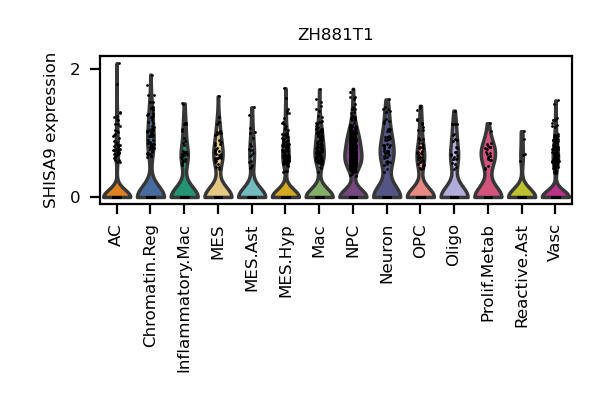 ZH881T1
SHISA9 expression
2
0
AC
Chromatin.Reg
Inflammatory.Mac
MES
MES.Ast
MES.Hyp
Mac
NPC
Neuron
OPC
Oligo
Prolif.Metab
Reactive.Ast
Vasc